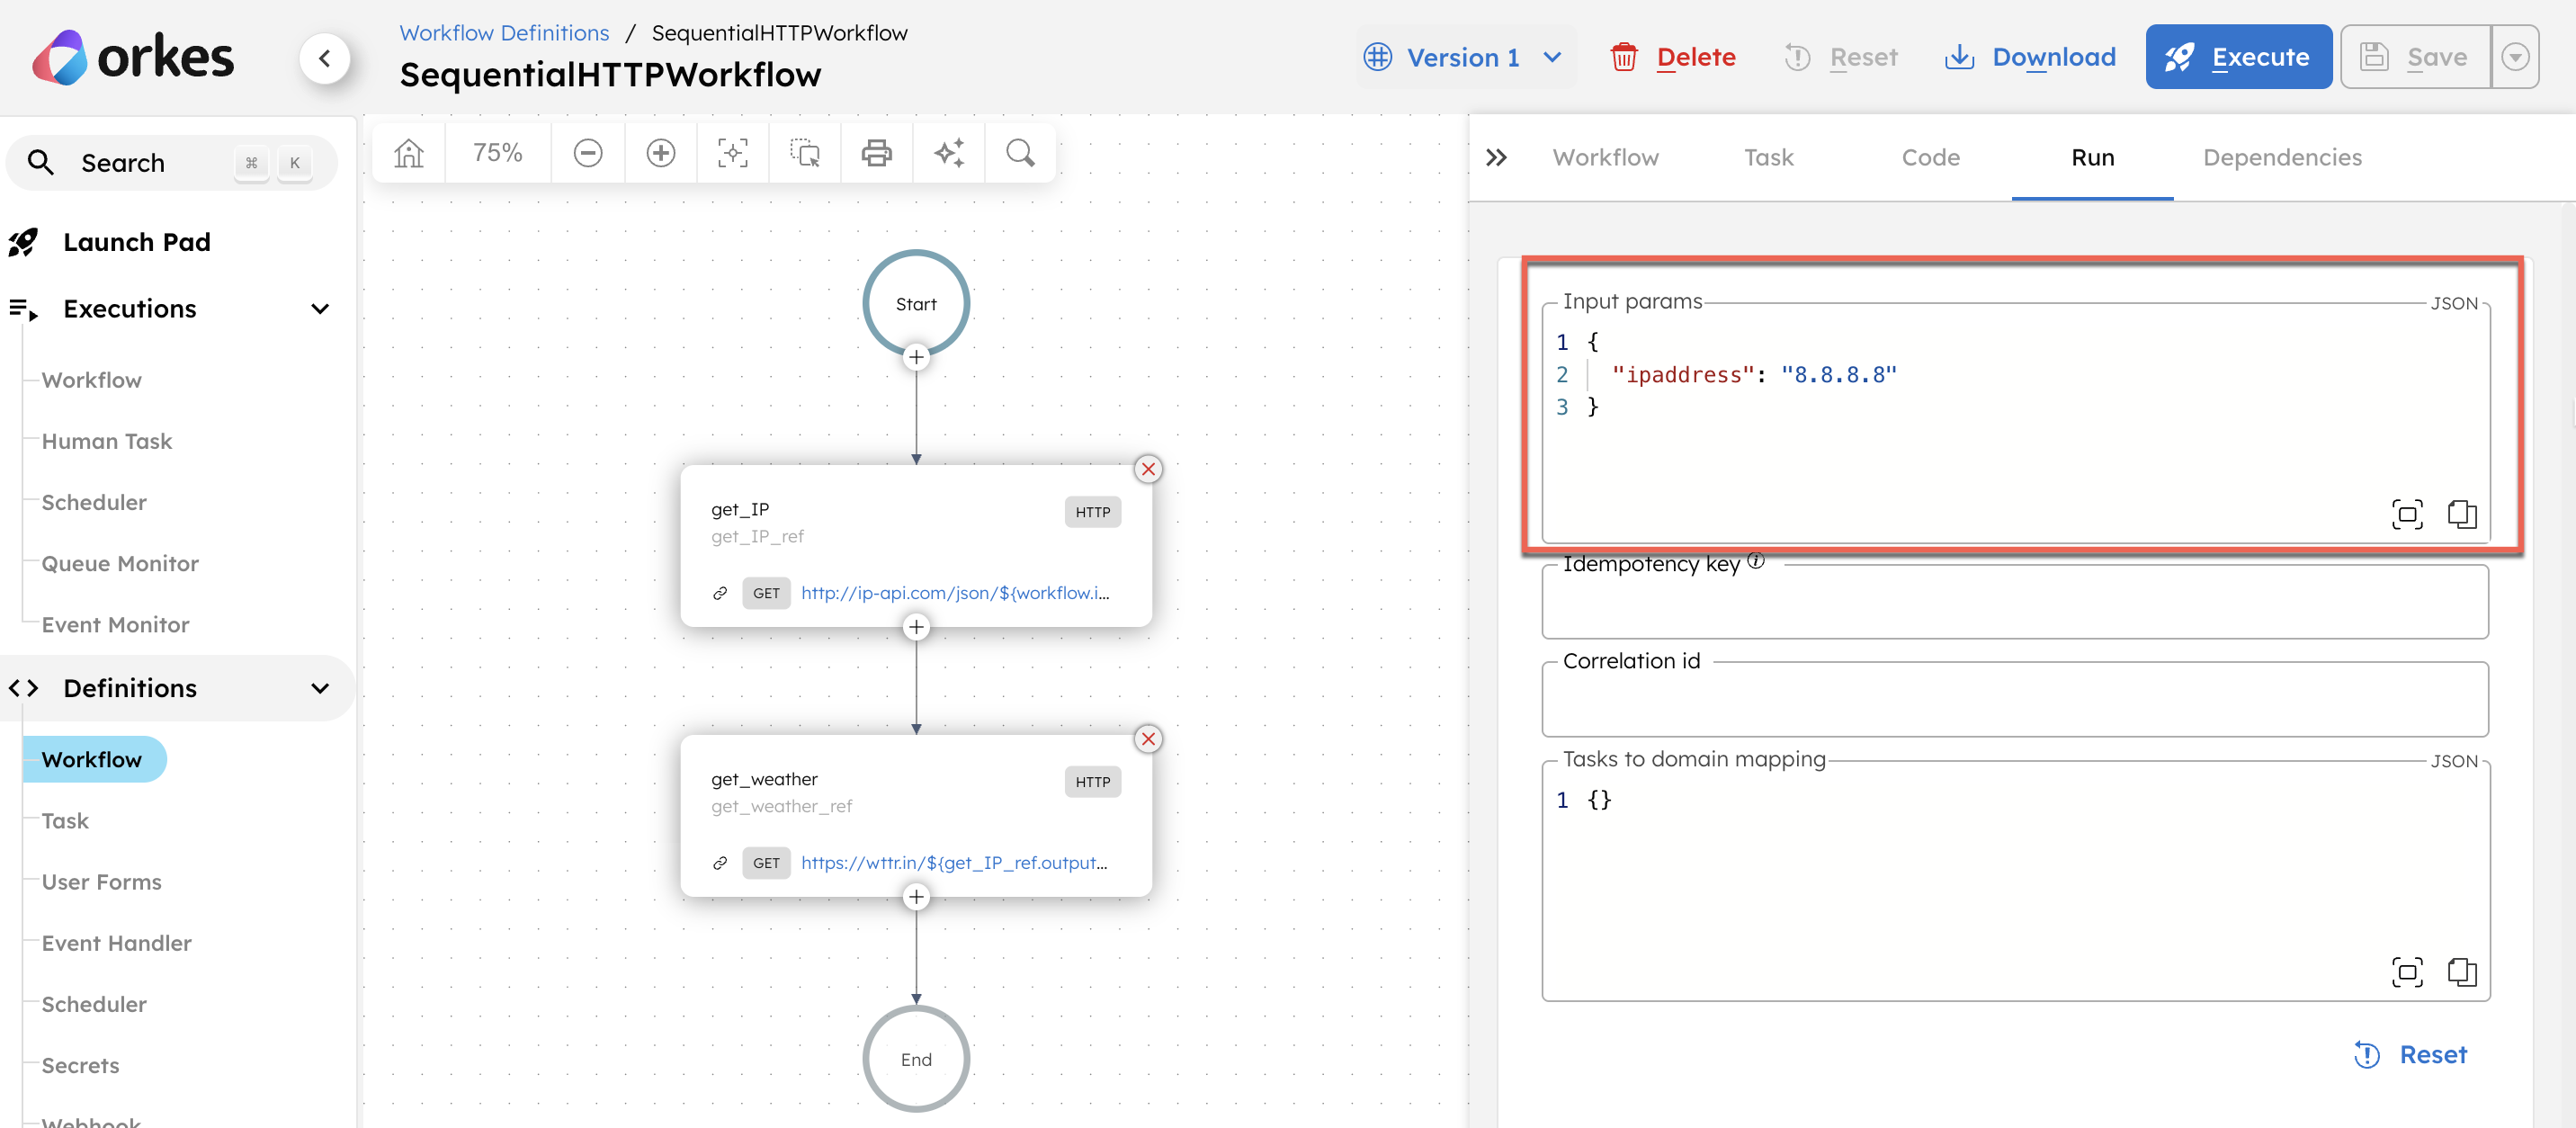 orkes
Workflow Definitions / SequentialHTTPWorkflow
SequentialHTTPWorkflow
Version 1
Delete
Reset
Download
Execute
Save
Search ⌘ K
Launch Pad
Executions
Workflow
Human Task
Scheduler
Queue Monitor
Event Monitor
Definitions
Workflow
Task
User Forms
Event Handler
Scheduler
Secrets
Webhook
75%
Start
get_IP
HTTP
get_IP_ref
GET http://ip-api.com/json/${workflow.i...
get_weather
HTTP
get_weather_ref
GET https://wttr.in/${get_IP_ref.output...
End
Workflow Task Code Run Dependencies
Input params JSON
1 {
2 "ipaddress": "8.8.8.8"
3 }
Idempotency key
Correlation id
Tasks to domain mapping JSON
1 {}
Reset